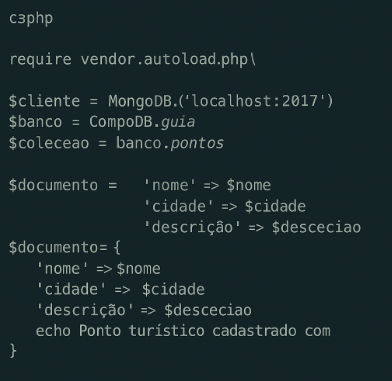 cзphp
require vendor.autoload.php\
$cliente = MongoDB.('localhost:2017')
$banco = CompoDB.guia
$coleceao = banco.pontos
$documento = 'nome' => $nome
'cidade' => $cidade
'descrição' => $desceciao
$documento= {
'nome' => $nome
'cidade' => $cidade
'descrição' => $desceciao
echo Ponto turístico cadastrado com
}